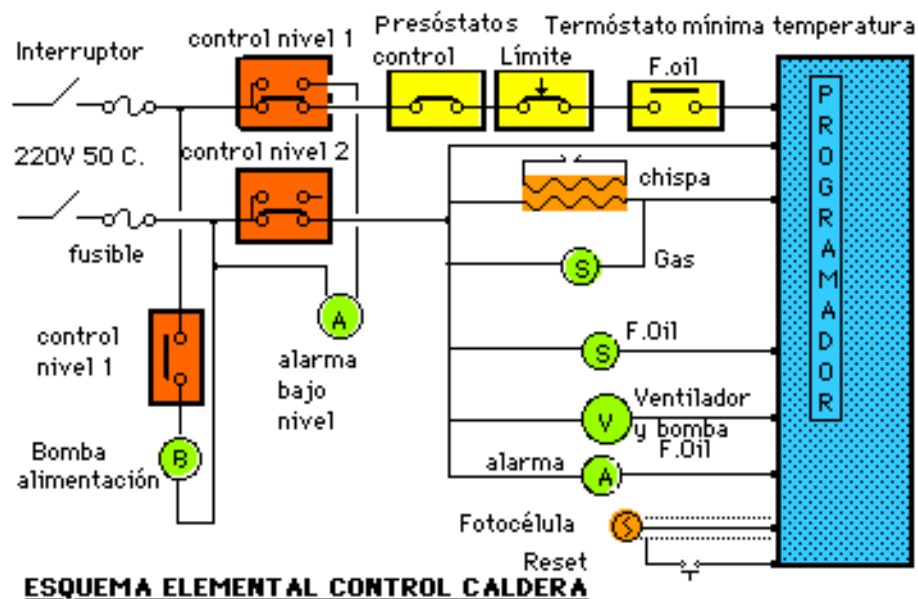 control nivel 1
Presóstatos
control
Límite
Termóstato mínima temperatura
F.oil
Interruptor
220V 50 C.
control nivel 2
fusible
chispa
S
Gas
A
alarma
bajo
nivel
control
nivel 1
S
F.Oil
V
Ventilador
y bomba
F.Oil
B
Bomba
alimentación
alarma
A
Fotocélula
Reset
PROGRAMADOR
ESQUEMA ELEMENTAL CONTROL CALDERA